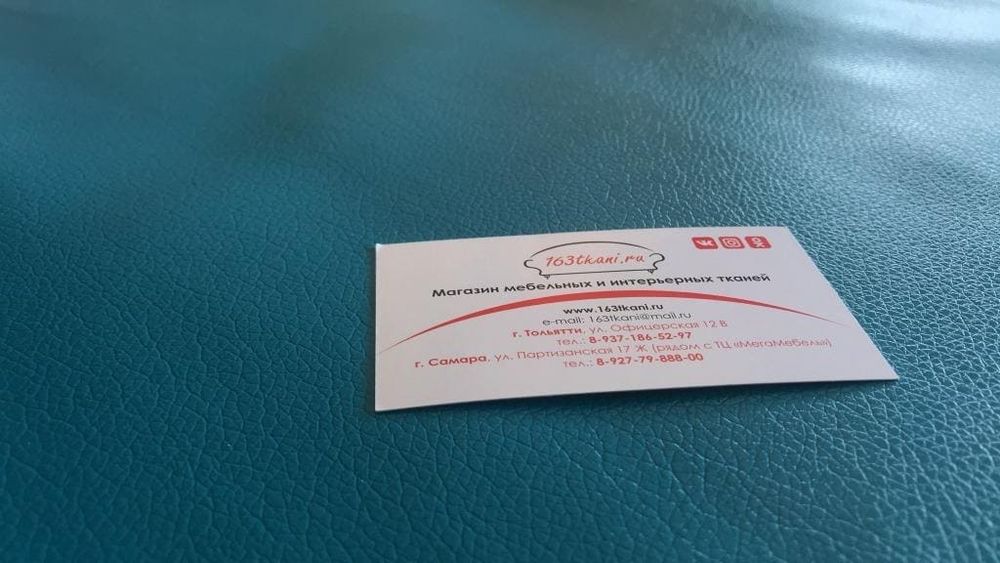 163tkani.ru
Магазин мебельных и интерьерных тканей
www.163tkani.ru
e-mail: 163tkani@mail.ru
г. Тольятти, ул. Офицерская 12 В
тел.: 8-937-186-52-97
г. Самара, ул. Партизанская 17 Ж (рядом с ТЦ «МегаМебель»)
тел.: 8-927-79-888-00